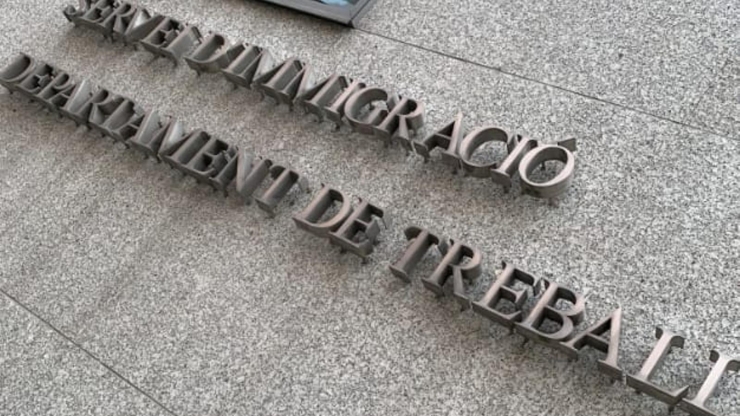 SERVEI D'IMMIGRACIÓ
DEPARTAMENT DE TREBALL